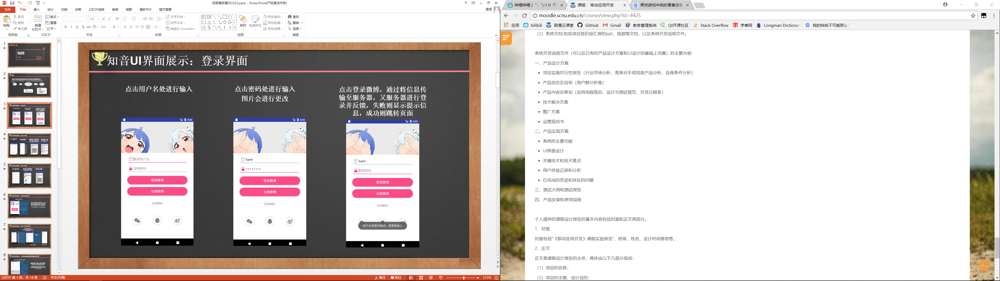 知音最终展示2222.pptx - PowerPoint(产品激活失败)
文件 开始 插入 设计 切换 动画 幻灯片放映 审阅 视图 福昕PDF 情节提要
登录
粘贴 剪切 复制 格式刷
新建 幻灯片 版式 重置 节
16
文字方向 对齐文本 转换为 SmartArt
排列 快速样式 形状填充 形状轮廓 形状效果
查找 替换 选择
剪贴板 幻灯片 字体 段落 绘图 编辑
1
知音
2
3
4
5
6
7
8
知音UI界面展示：登录界面
点击用户名处进行输入
点击密码处进行输入
图片会进行更改
点击登录微博，通过将信息传
输至服务器，又服务器进行登
录并反馈，失败则显示提示信
息，成功则跳转页面
5:02
微博用户名
微博密码
登录微博
注册微博
忘记密码?
5:02
kami
登录微博
注册微博
忘记密码?
5:03
kami
微博密码
登录微博
注册微博
忘记密码?
用户名或密码错误，请重新输入
幻灯片 第 3 张，共 14 张 中文(中国) 备注 批注 121%
哔哩哔哩 ( ゜- ゜)つロ 干
课程： 移动应用开发
果然游戏中我的青春恋爱
moodle.scnu.edu.cn/course/view.php?id=4425
应用 bilibili 砺儒云课堂 GitHub Gmail 教务管理系统 Qt开源社区 Stack Overflow 学者网 Longman Dictionar 我的妹妹不可能那么
（2）系统文档:包括项目各阶段汇报的ppt、视频等文档，以及系统开发说明文件。
系统开发说明文件（可以在已有的产品设计方案和UI设计的基础上完善）的主要内容:
一、产品设计方案
• 项目实施可行性报告（行业市场分析、竞争对手或同类产品分析、自身条件分析）
• 产品定位及目标（用户群分析等）
• 产品内容总策划（应用流程规划，设计与测试规范，开发日程表）
• 技术解决方案
• 推广方案
• 运营规划书
二、产品实现方案
• 系统的主要功能
• UI界面设计
• 关键技术和技术难点
• 用户体验记录和分析
• 已完成的改进和存在的问题
三、测试大纲和测试报告
四、产品安装和使用说明
个人提供的课程设计报告的基本内容包括封面和正文两部分。
1．封面
封面包括“《移动应用开发》课程实验报告”、班级、姓名、设计时间等信息。
2．正文
正文是课程设计报告的主体，具体由以下几部分组成:
（1）项目的名称；
（2）项目的主题、设计目的；